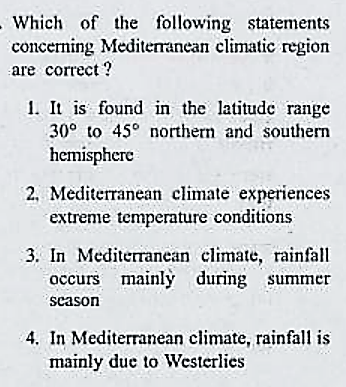 Which of the following statements
concerning Mediterranean climatic region
are correct ?
1. It is found in the latitude range
30° to 45° northern and southern
hemisphere
2. Mediterranean climate experiences
extreme temperature conditions
3. In Mediterranean climate, rainfall
occurs mainly during summer
season
4. In Mediterranean climate, rainfall is
mainly due to Westerlies